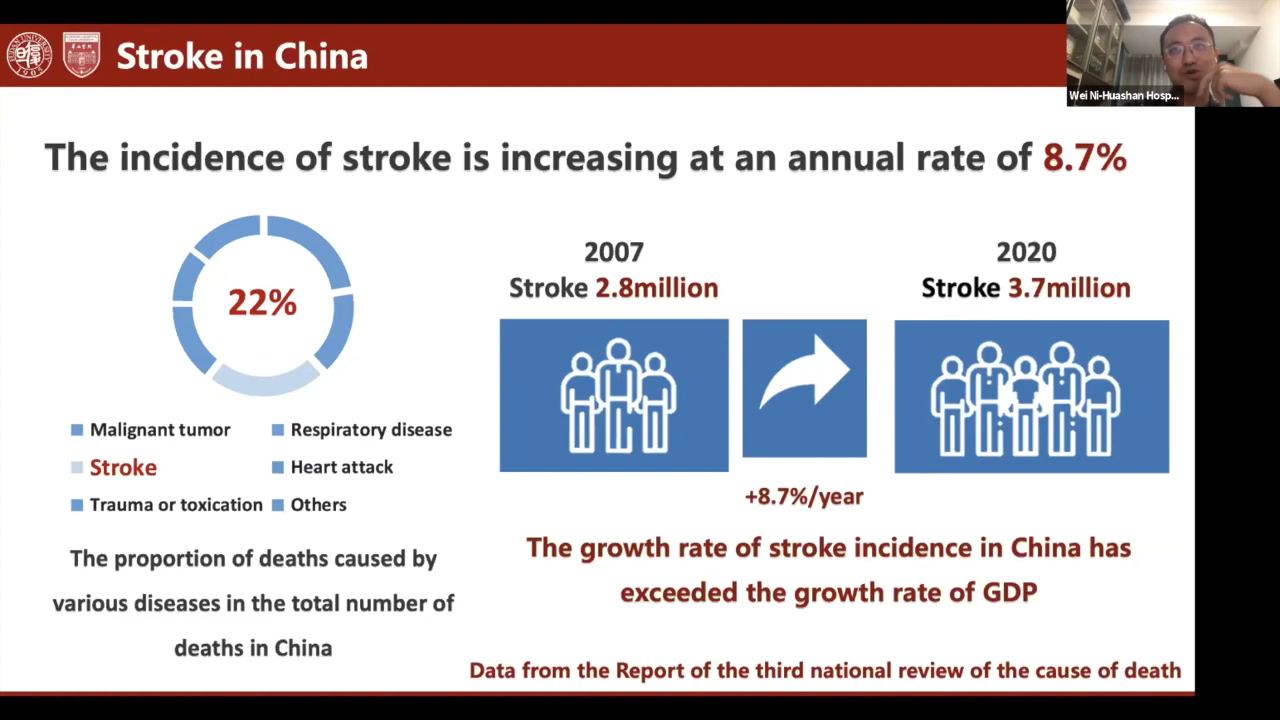 Stroke in China
Wei Ni-Huashan Hosp...
The incidence of stroke is increasing at an annual rate of 8.7%
22%
Malignant tumor
Respiratory disease
Stroke
Heart attack
Trauma or toxication
Others
The proportion of deaths caused by
various diseases in the total number of
deaths in China
2007
Stroke 2.8million
2020
Stroke 3.7million
+8.7%/year
The growth rate of stroke incidence in China has
exceeded the growth rate of GDP
Data from the Report of the third national review of the cause of death